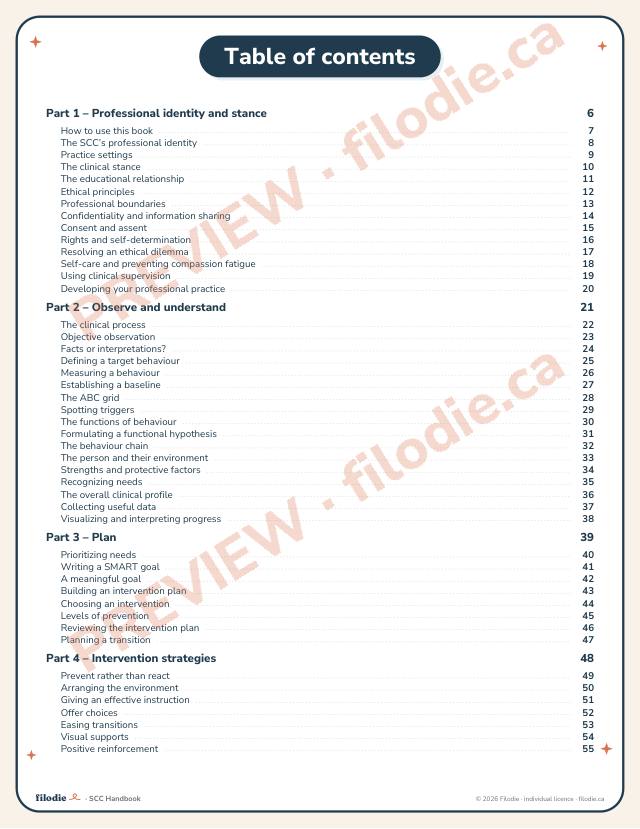 Table of contents
Part 1 – Professional identity and stance 6
How to use this book 7
The SCC's professional identity 8
Practice settings 9
The clinical stance 10
The educational relationship 11
Ethical principles 12
Professional boundaries 13
Confidentiality and information sharing 14
Consent and assent 15
Rights and self-determination 16
Resolving an ethical dilemma 17
Self-care and preventing compassion fatigue 18
Using clinical supervision 19
Developing your professional practice 20
Part 2 – Observe and understand 21
The clinical process 22
Objective observation 23
Facts or interpretations? 24
Defining a target behaviour 25
Measuring a behaviour 26
Establishing a baseline 27
The ABC grid 28
Spotting triggers 29
The functions of behaviour 30
Formulating a functional hypothesis 31
The behaviour chain 32
The person and their environment 33
Strengths and protective factors 34
Recognizing needs 35
The overall clinical profile 36
Collecting useful data 37
Visualizing and interpreting progress 38
Part 3 – Plan 39
Prioritizing needs 40
Writing a SMART goal 41
A meaningful goal 42
Building an intervention plan 43
Choosing an intervention 44
Levels of prevention 45
Reviewing the intervention plan 46
Planning a transition 47
Part 4 – Intervention strategies 48
Prevent rather than react 49
Arranging the environment 50
Giving an effective instruction 51
Offer choices 52
Easing transitions 53
Visual supports 54
Positive reinforcement 55
PREVIEW · filodie.ca
PREVIEW · filodie.ca
filodie · SCC Handbook
© 2026 Filodie · individual licence · filodie.ca